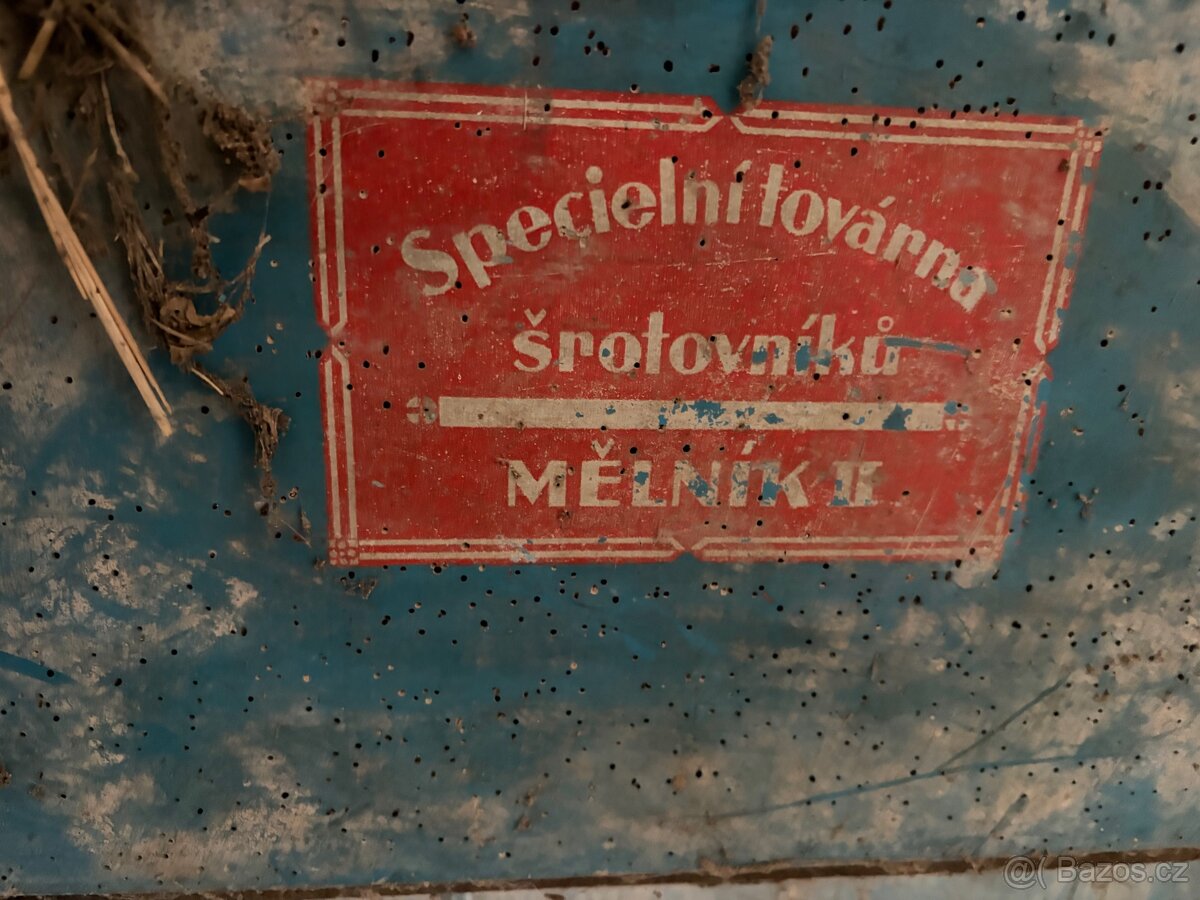 Specielní továrna
šrotovníků
MĚLNÍK II
@( Bazos.cz